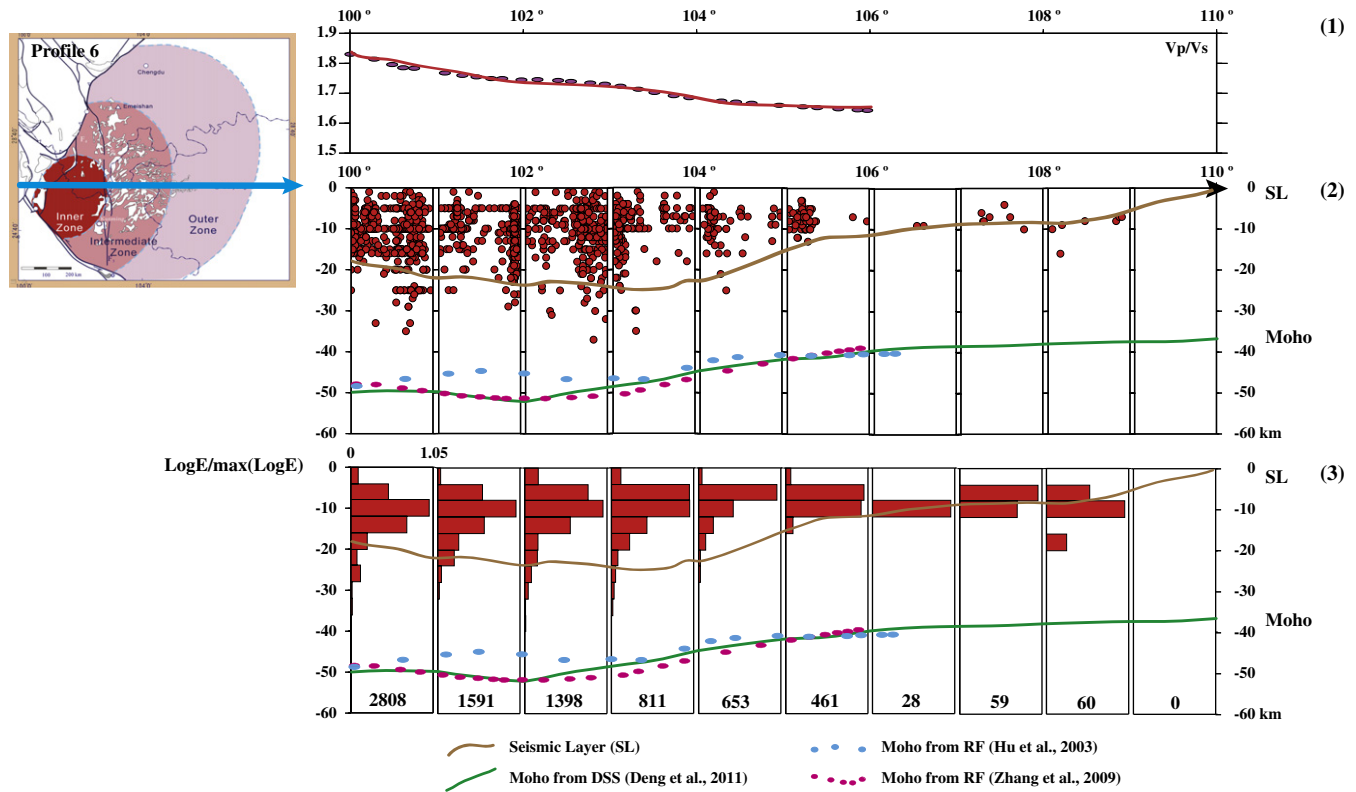 100 º 102 º 104 º 106 º 108 º 110 º
(1)
Profile 6
Chengdu
Emeishan
Inner Zone
Intermediate Zone
Outer Zone
100 200 km
1.9
1.8
1.7
1.6
1.5
Vp/Vs
100 º 102 º 104 º 106 º 108 º 110 º
(2)
0
-10
-20
-30
-40
-50
-60
0
-10
-20
-30
-40
-50
-60 km
SL
Moho
LogE/max(LogE)
0 1.05
(3)
0
-10
-20
-30
-40
-50
-60
0
-10
-20
-30
-40
-50
-60 km
SL
Moho
2808 1591 1398 811 653 461 28 59 60 0
Seismic Layer (SL)
Moho from RF (Hu et al., 2003)
Moho from DSS (Deng et al., 2011)
Moho from RF (Zhang et al., 2009)